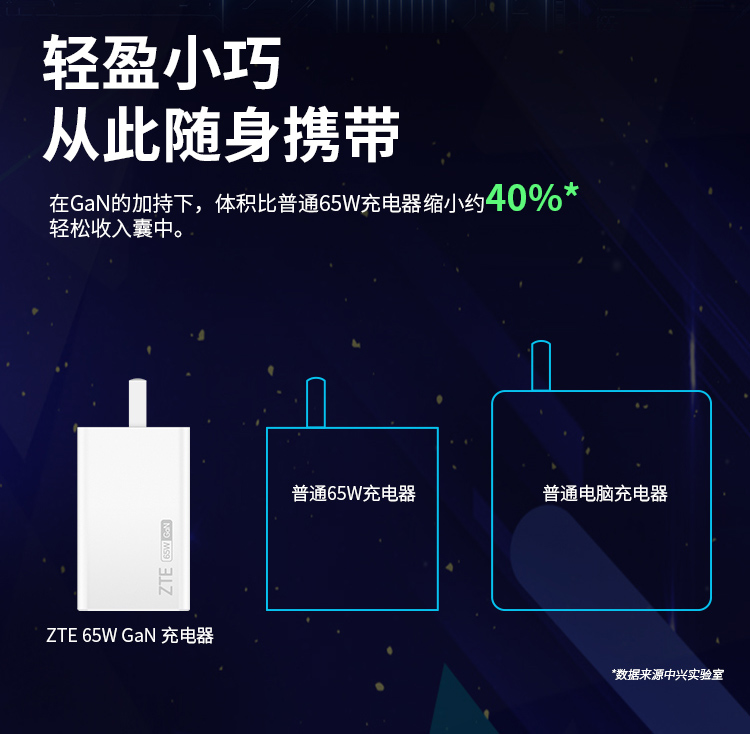 轻盈小巧
从此随身携带
在GaN的加持下，体积比普通65W充电器缩小约40%*
轻松收入囊中。
ZTE 65W GaN
普通65W充电器
普通电脑充电器
ZTE 65W GaN 充电器
*数据来源中兴实验室